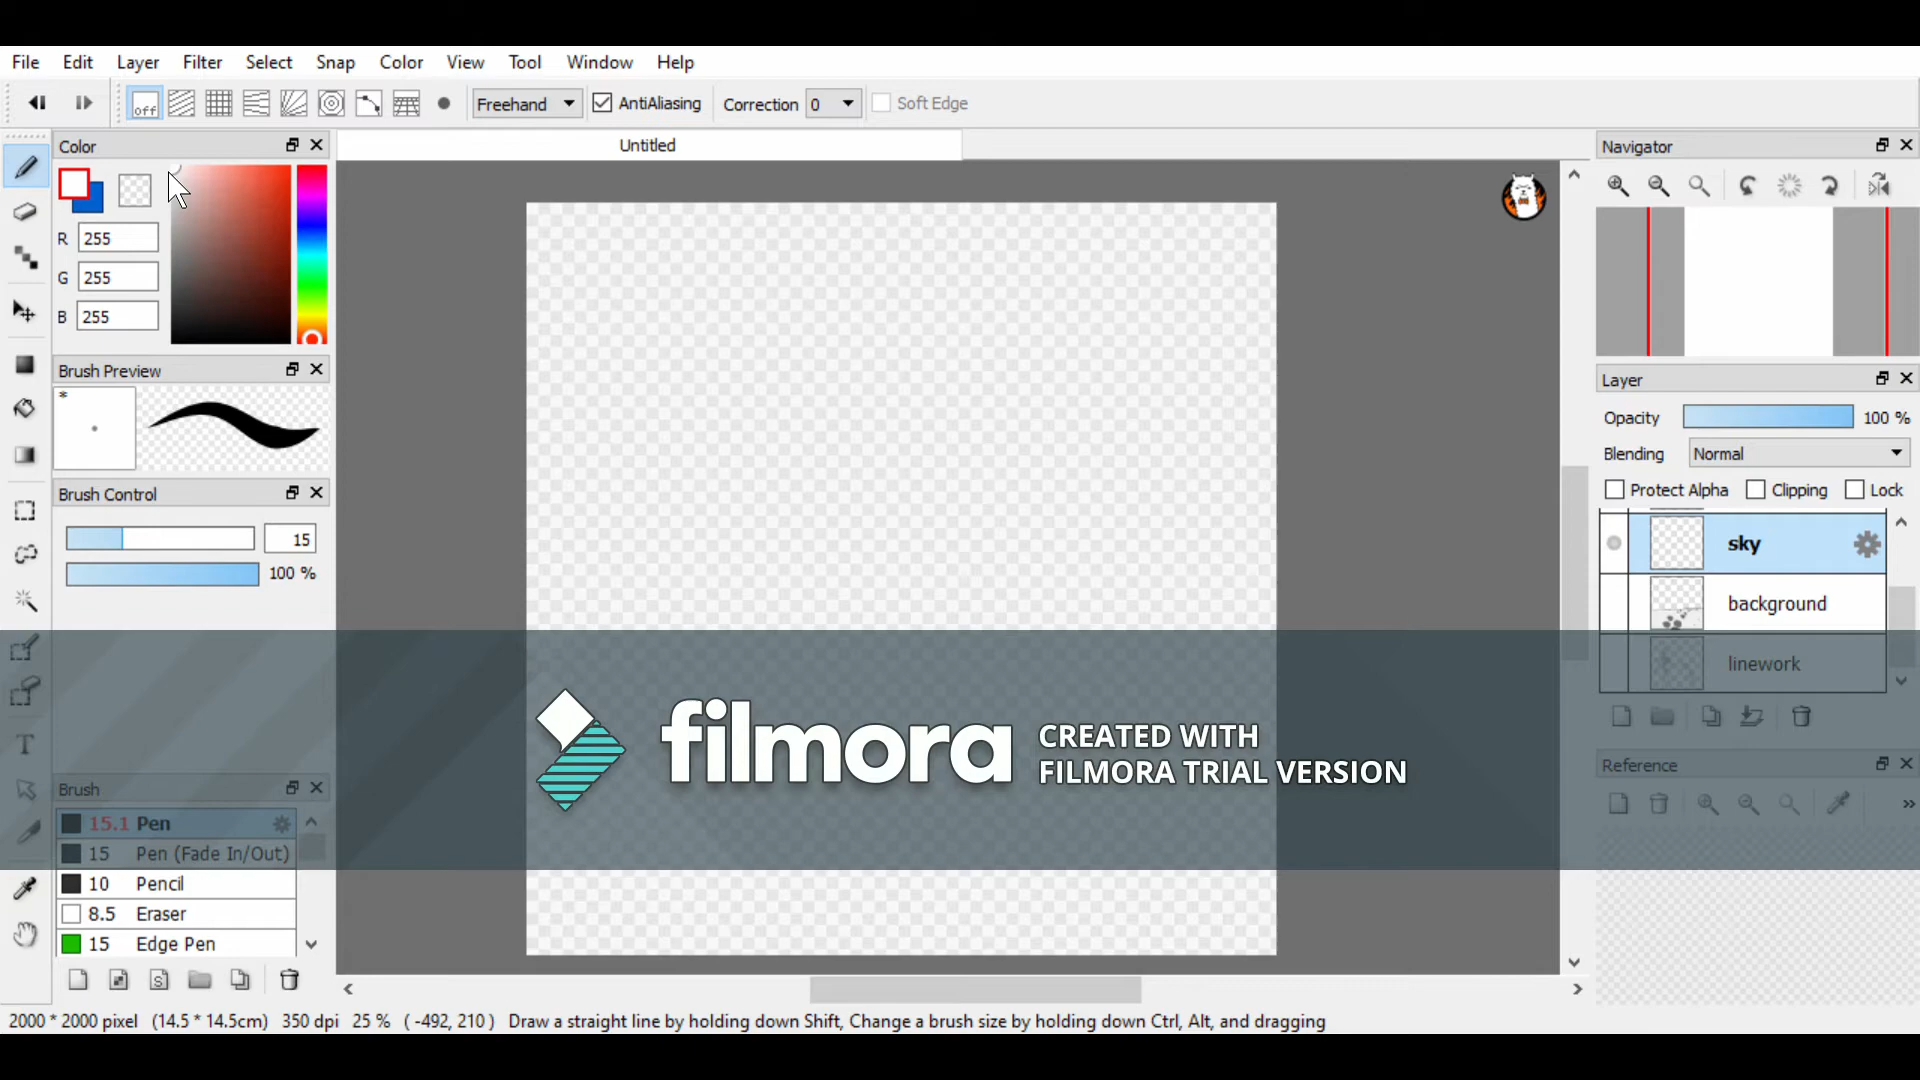 File Edit Layer Filter Select Snap Color View Tool Window Help
off Freehand AntiAliasing Correction 0 Soft Edge
Color
R 255
G 255
B 255
Brush Preview
*
Brush Control
15
100 %
Brush
15.1 Pen
15 Pen (Fade In/Out)
10 Pencil
8.5 Eraser
15 Edge Pen
Untitled
filmora
CREATED WITH
FILMORA TRIAL VERSION
Navigator
Layer
Opacity 100 %
Blending Normal
Protect Alpha Clipping Lock
sky
background
linework
Reference
2000 * 2000 pixel (14.5 * 14.5cm) 350 dpi 25 % ( -492, 210 ) Draw a straight line by holding down Shift, Change a brush size by holding down Ctrl, Alt, and dragging